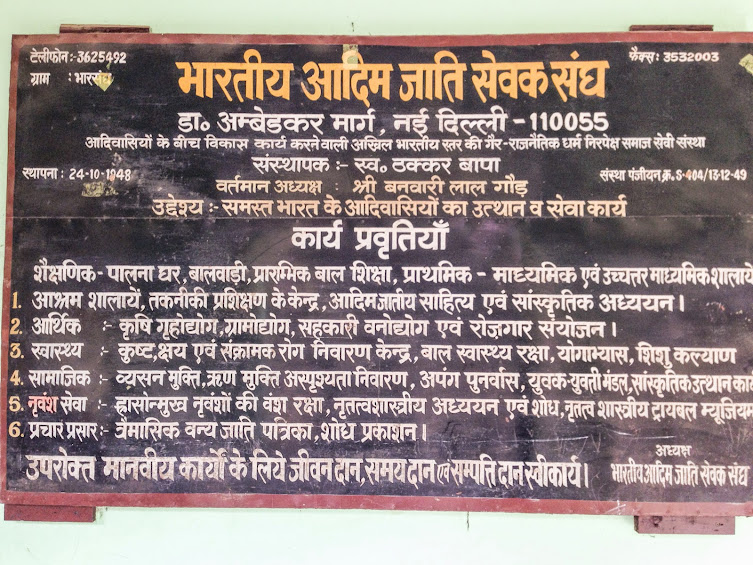 टेलीफोन:-3625492 फैक्स: 3532003
ग्राम : भारसंघ
भारतीय आदिम जाति सेवक संघ
डा॰ अम्बेडकर मार्ग, नई दिल्ली -110055
आदिवासियों के बीच विकास कार्य करने वाली अखिल भारतीय स्तर की गैर-राजनैतिक धर्म निरपेक्ष समाज सेवी संस्था
संस्थापक :- स्व॰ ठक्कर बापा
स्थापना : 24-10-1948 संस्था पंजीयन क्र. S-404/13-12-49
वर्तमान अध्यक्ष : श्री बनवारी लाल गौड़
उद्देश्य :- समस्त भारत के आदिवासियों का उत्थान व सेवा कार्य
कार्य प्रवृतियाँ
शैक्षणिक- पालना घर, बालवाड़ी, प्रारम्भिक बाल शिक्षा, प्राथमिक - माध्यमिक एवं उच्चत्तर माध्यमिक शालायें
1. आश्रम शालायें, तकनीकी प्रशिक्षण के केन्द्र, आदिम जातीय साहित्य एवं सांस्कृतिक अध्ययन।
2. आर्थिक :- कृषि गृहोद्योग, ग्रामोद्योग, सहकारी वनोद्योग एवं रोज़गार संयोजन।
3. स्वास्थ्य :- कुष्ट, क्षय एवं संक्रामक रोग निवारण केन्द्र, बाल स्वास्थ्य रक्षा, योगाभ्यास, शिशु कल्याण
4. सामाजिक :- व्यसन मुक्ति, ऋण मुक्ति अस्पृश्यता निवारण, अपंग पुनर्वास, युवक-युवती मंडल, सांस्कृतिक उत्थान
5. नृवंश सेवा :- ह्रासोन्मुख नृवंशों की वंश रक्षा, नृतत्वशास्त्रीय अध्ययन एवं शोध, नृतत्व शास्त्रीय ट्रायबल
6. प्रचार प्रसार:- त्रैमासिक वन्य जाति पत्रिका, शोध प्रकाशन।
उपरोक्त मानवीय कार्यों के लिये जीवन दान, समय दान एवं सम्पति दान स्वीकार्य।
अध्यक्ष
भारतीय आदिम जाति सेवक संघ